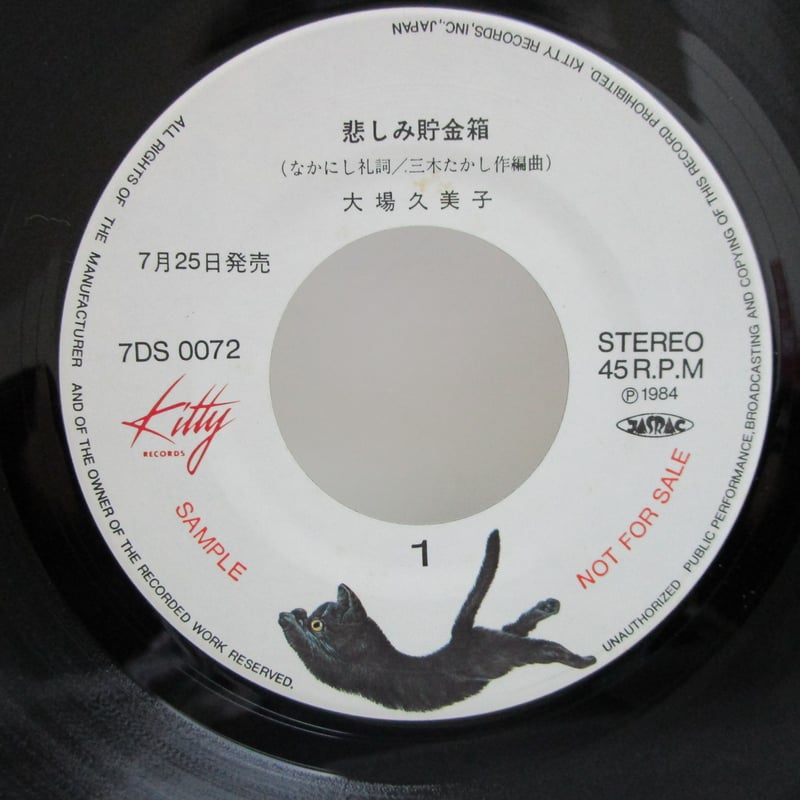 悲しみ貯金箱
(なかにし礼詞/三木たかし作編曲)
大場久美子
7月25日発売
7DS 0072
Kitty
RECORDS
STEREO
45 R.P.M
Ⓟ1984
JASRAC
SAMPLE
NOT FOR SALE
1
ALL RIGHTS OF THE MANUFACTURER AND OF THE OWNER OF THE RECORDED WORK RESERVED.
UNAUTHORIZED PUBLIC PERFORMANCE, BROADCASTING AND COPYING OF THIS RECORD PROHIBITED. KITTY RECORDS, INC., JAPAN